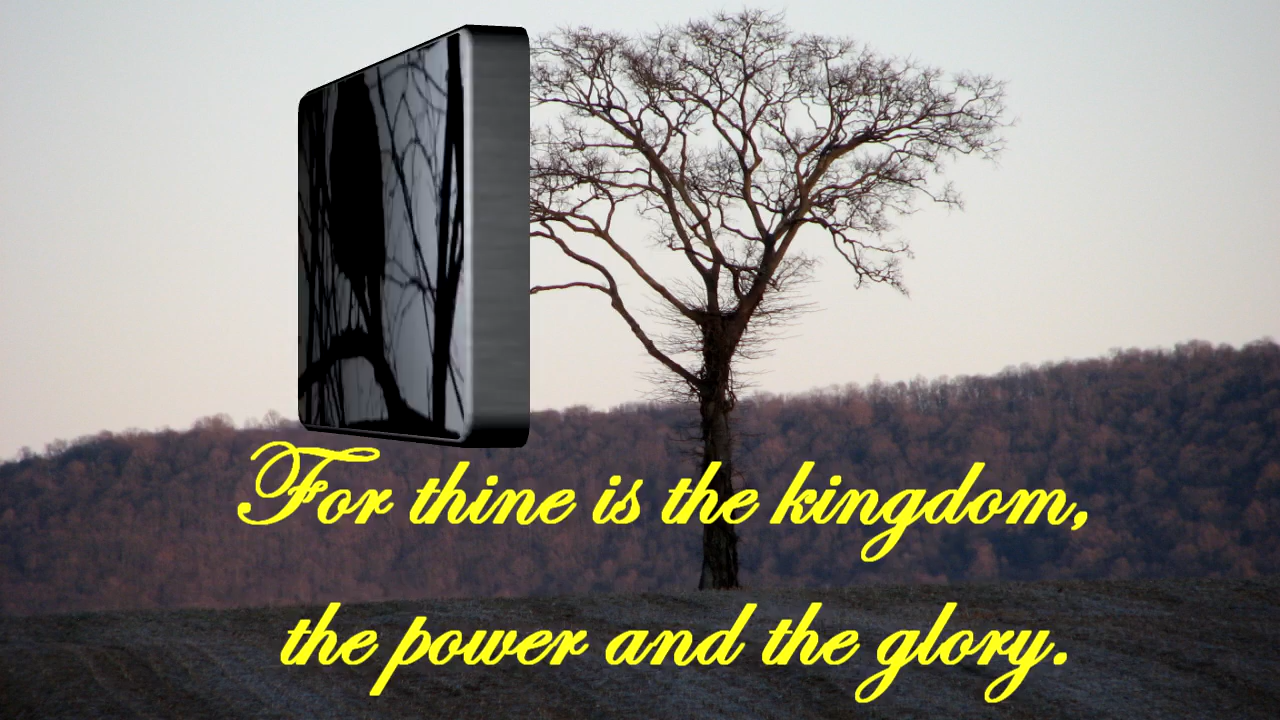 For thine is the kingdom,
the power and the glory.